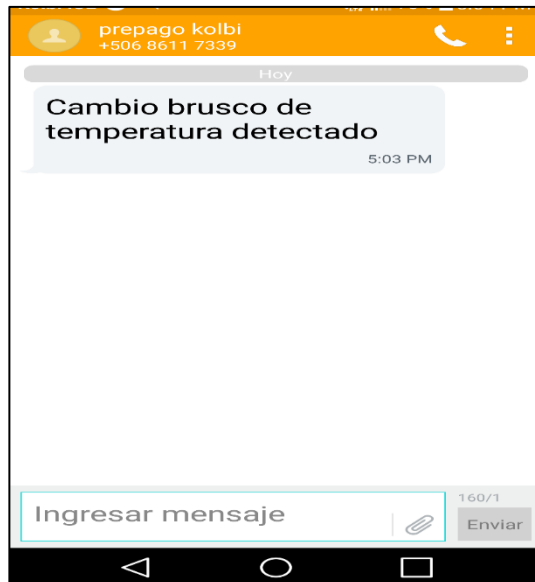 prepago kolbi
+506 8611 7339
Hoy
Cambio brusco de
temperatura detectado
5:03 PM
160/1
Ingresar mensaje
Enviar